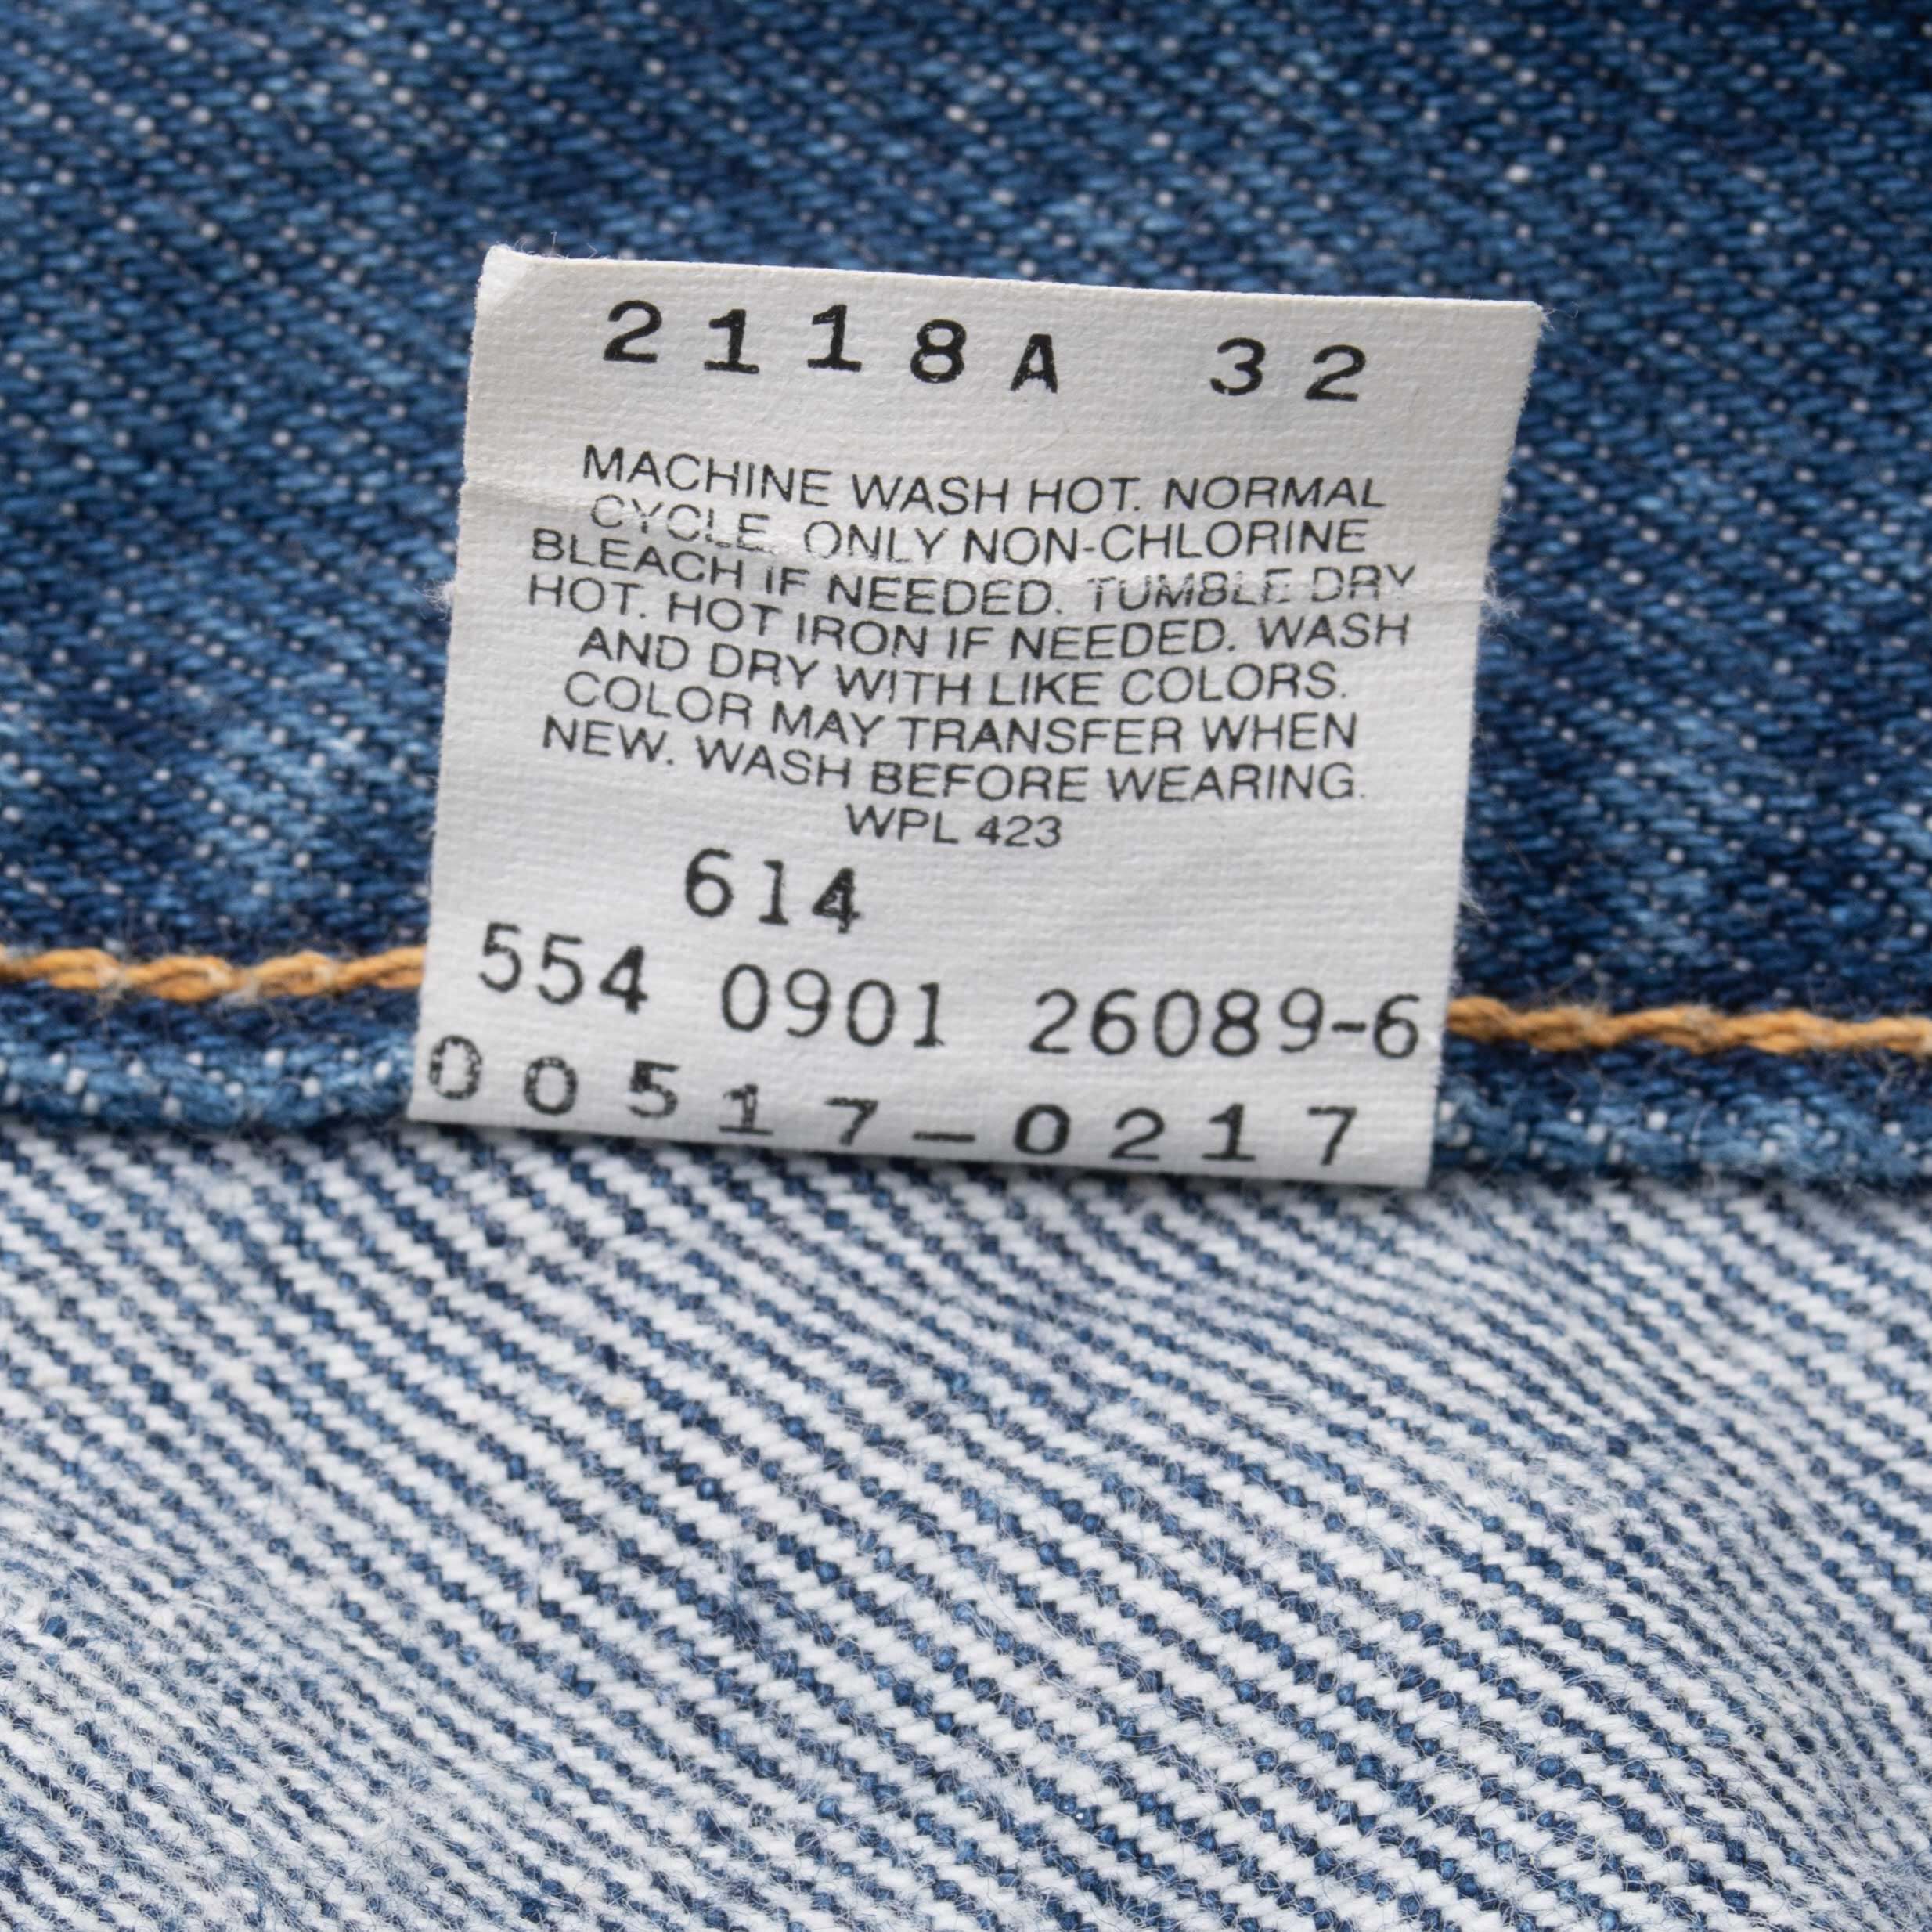 2118A 32
MACHINE WASH HOT. NORMAL
CYCLE. ONLY NON-CHLORINE
BLEACH IF NEEDED. TUMBLE DRY
HOT. HOT IRON IF NEEDED. WASH
AND DRY WITH LIKE COLORS.
COLOR MAY TRANSFER WHEN
NEW. WASH BEFORE WEARING.
WPL 423
614
554 0901 26089-6
00517-0217